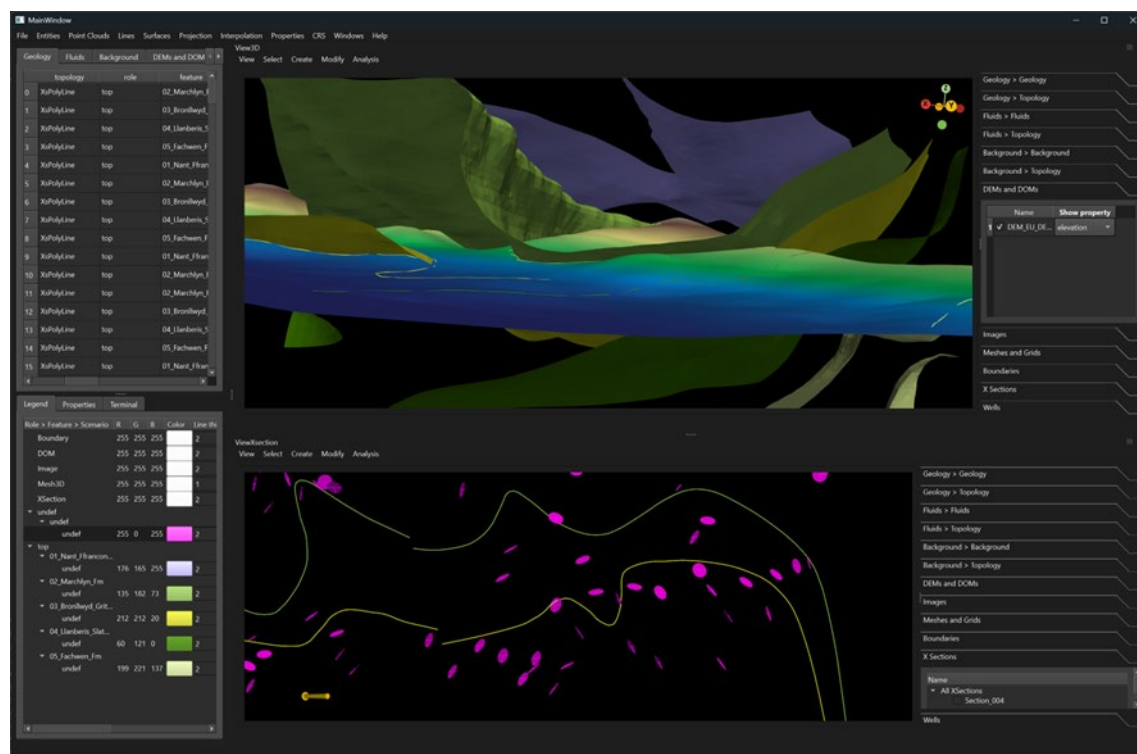 MainWindow
File Entities Point Clouds Lines Surfaces Projection Interpolation Properties CRS Windows Help
Geology Fluids Background DEMs and DOM
topology role feature
0 XsPolyLine top 02_Marchlyn_F
1 XsPolyLine top 03_Bronllwyd_
2 XsPolyLine top 04_Llanberis_S
3 XsPolyLine top 05_Fachwen_F
4 XsPolyLine top 01_Nant_Ffran
5 XsPolyLine top 02_Marchlyn_F
6 XsPolyLine top 03_Bronllwyd_
7 XsPolyLine top 04_Llanberis_S
8 XsPolyLine top 05_Fachwen_F
9 XsPolyLine top 01_Nant_Ffran
10 XsPolyLine top 02_Marchlyn_F
11 XsPolyLine top 02_Marchlyn_F
12 XsPolyLine top 03_Bronllwyd_
13 XsPolyLine top 04_Llanberis_S
14 XsPolyLine top 05_Fachwen_F
15 XsPolyLine top 01_Nant_Ffran
Legend Properties Terminal
Role > Feature > Scenario R G B Color Line thi
Boundary 255 255 255 2
DOM 255 255 255 2
Image 255 255 255 2
Mesh3D 255 255 255 1
XSection 255 255 255 2
undef
undef
undef 255 0 255 2
top
01_Nant_Ffrancon...
undef 176 165 255 2
02_Marchlyn_Fm
undef 135 182 73 2
03_Bronllwyd_Grit...
undef 212 212 20 2
04_Llanberis_Slat...
undef 60 121 0 2
05_Fachwen_Fm
undef 199 221 137 2
View3D
View Select Create Modify Analysis
Z
X
Y
Geology > Geology
Geology > Topology
Fluids > Fluids
Fluids > Topology
Background > Background
Background > Topology
DEMs and DOMs
Name Show property
1 DEM_EU_DE... elevation
Images
Meshes and Grids
Boundaries
X Sections
Wells
ViewXsection
View Select Create Modify Analysis
Geology > Geology
Geology > Topology
Fluids > Fluids
Fluids > Topology
Background > Background
Background > Topology
DEMs and DOMs
Images
Meshes and Grids
Boundaries
X Sections
Name
All XSections
Section_004
Wells